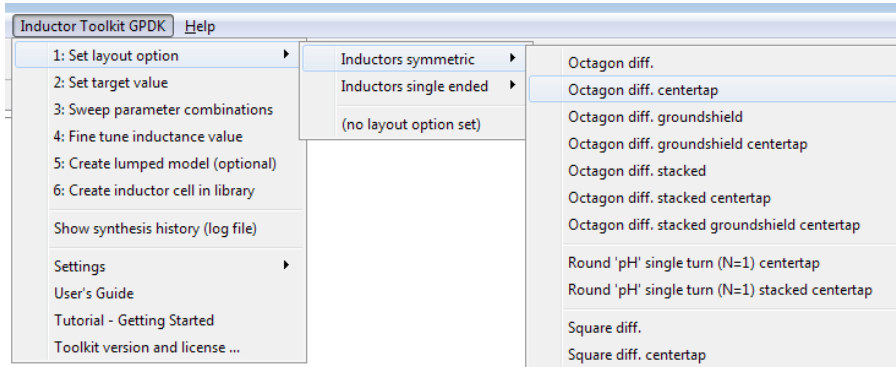 Inductor Toolkit GPDK Help
1: Set layout option
2: Set target value
3: Sweep parameter combinations
4: Fine tune inductance value
5: Create lumped model (optional)
6: Create inductor cell in library
Show synthesis history (log file)
Settings
User's Guide
Tutorial - Getting Started
Toolkit version and license ...
Inductors symmetric
Inductors single ended
(no layout option set)
Octagon diff.
Octagon diff. centertap
Octagon diff. groundshield
Octagon diff. groundshield centertap
Octagon diff. stacked
Octagon diff. stacked centertap
Octagon diff. stacked groundshield centertap
Round 'pH' single turn (N=1) centertap
Round 'pH' single turn (N=1) stacked centertap
Square diff.
Square diff. centertap